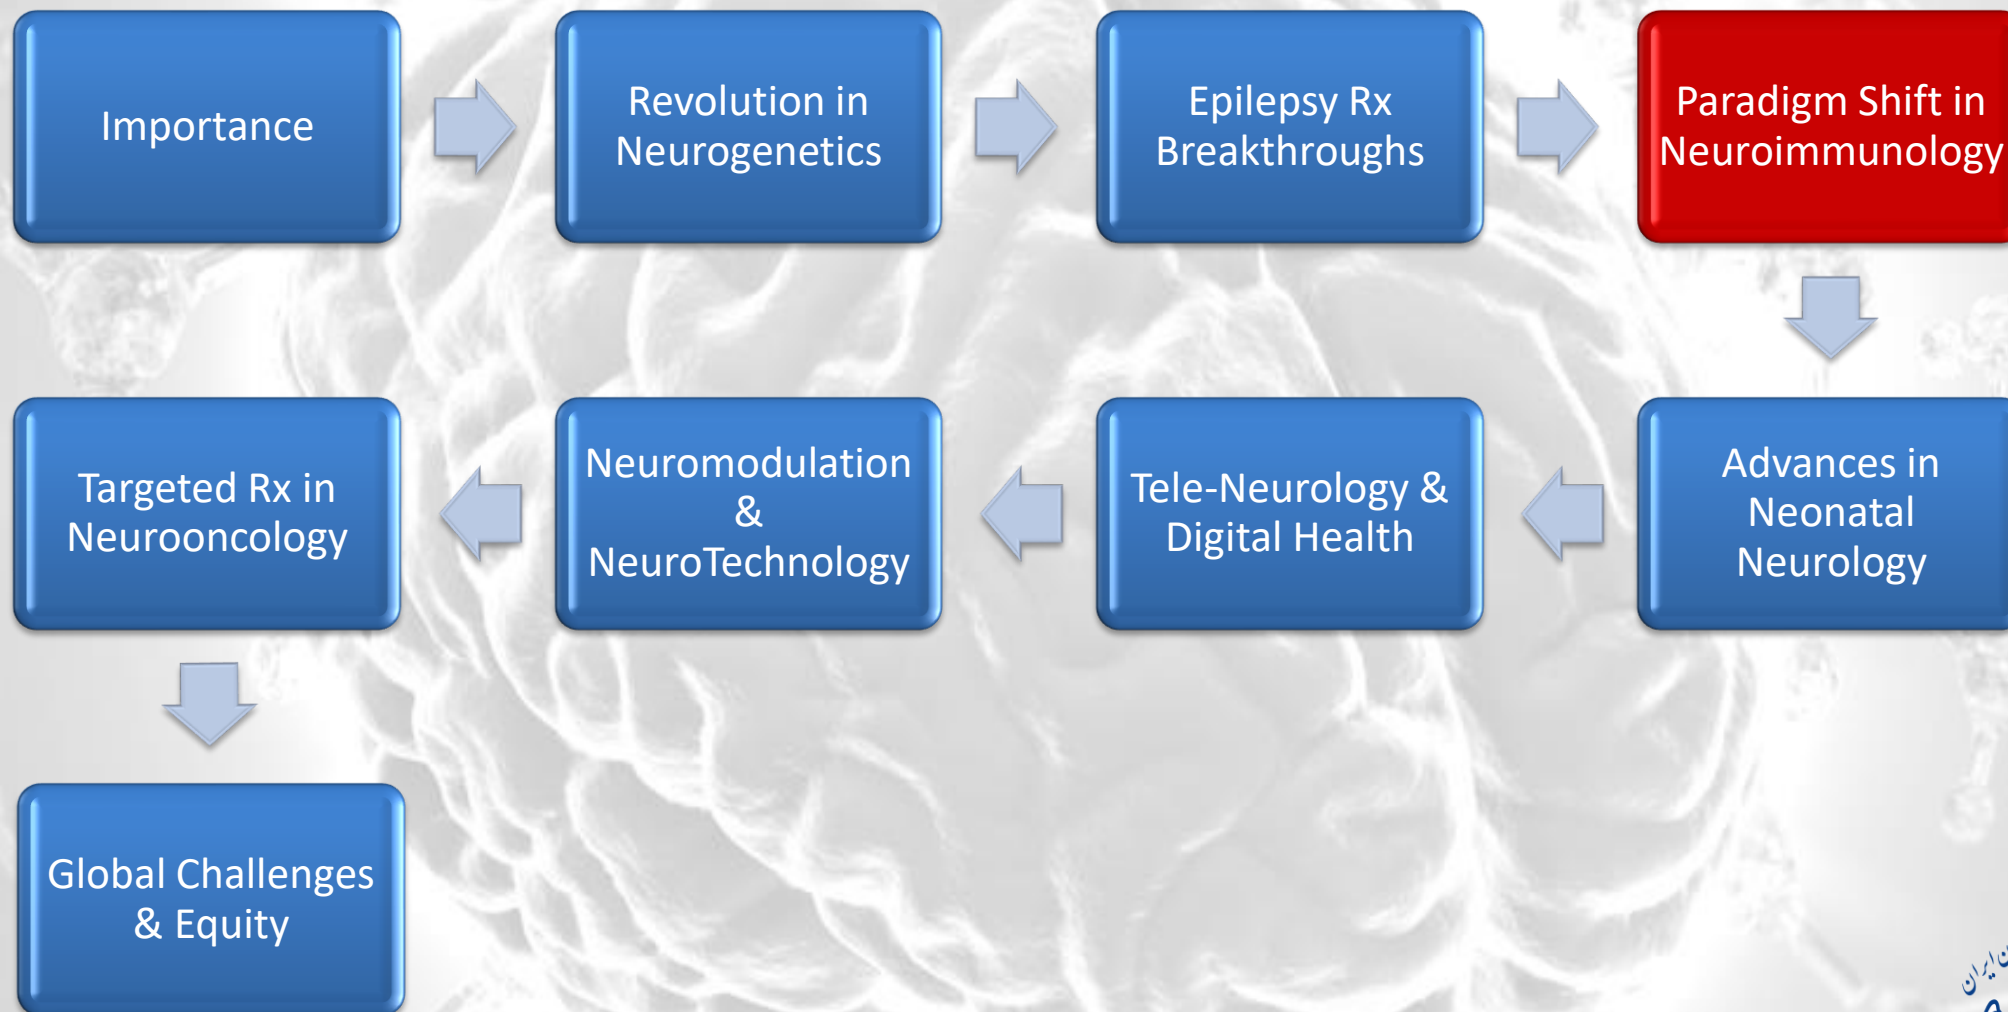 Importance
Revolution in
Neurogenetics
Epilepsy Rx
Breakthroughs
Paradigm Shift in
Neuroimmunology
Advances in
Neonatal
Neurology
Tele-Neurology &
Digital Health
Neuromodulation
&
NeuroTechnology
Targeted Rx in
Neurooncology
Global Challenges
& Equity
ایران